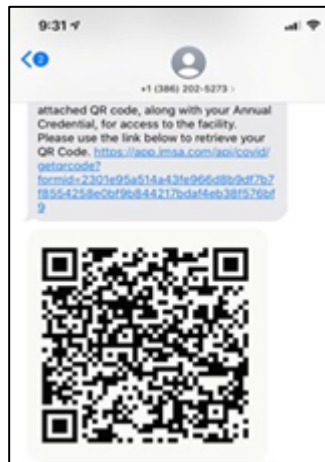 9:31
2
+1 (386) 202-5273 >
attached QR code, along with your Annual
Credential, for access to the facility.
Please use the link below to retrieve your
QR Code. https://app.imsa.com/api/covid/
getqrcode?
formid=2301e95a514a43fe966d8b9df7b7
f8554258e0bf9b844217bdaf4eb38f576bf
9